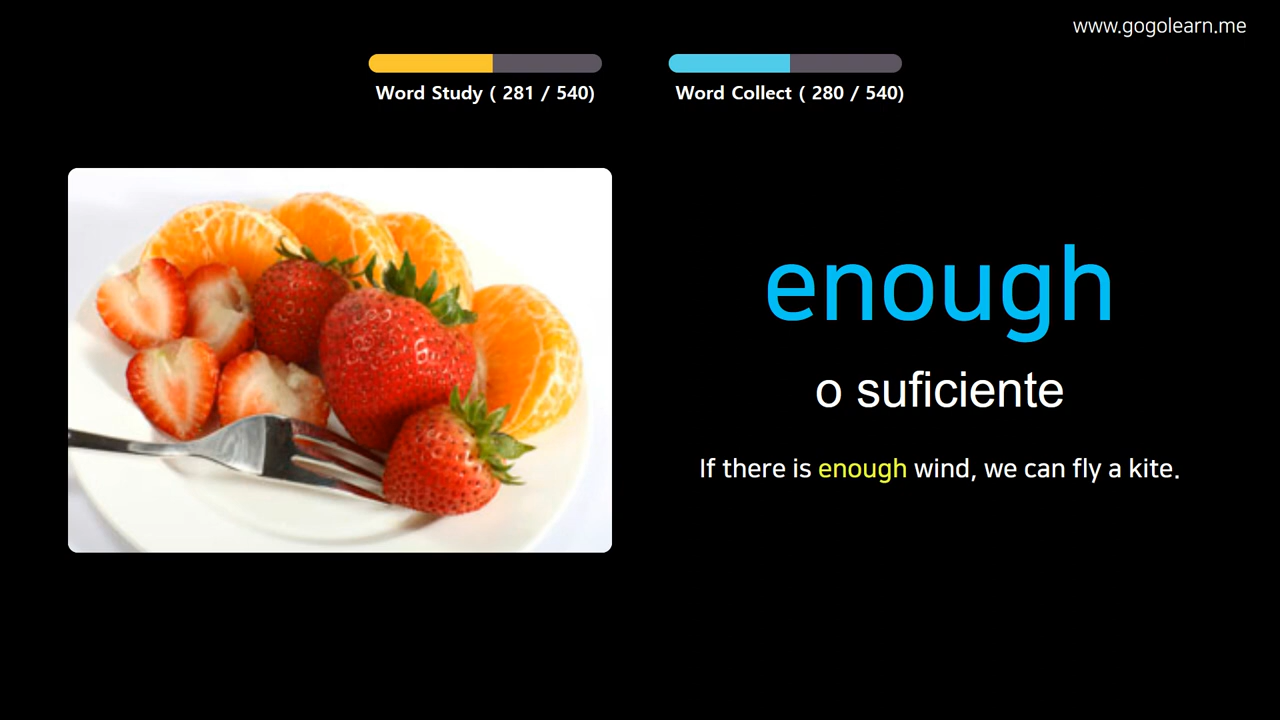 www.gogolearn.me
Word Study ( 281 / 540)
Word Collect ( 280 / 540)
enough
o suficiente
If there is enough wind, we can fly a kite.